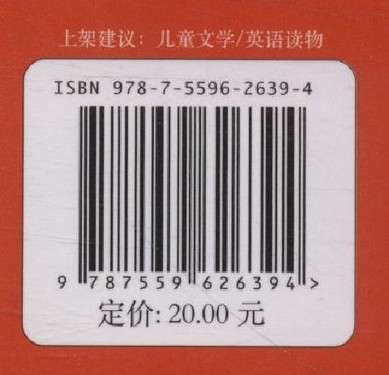 上架建议：儿童文学/英语读物
ISBN 978-7-5596-2639-4
9 787559 626394 >
定价：20.00 元